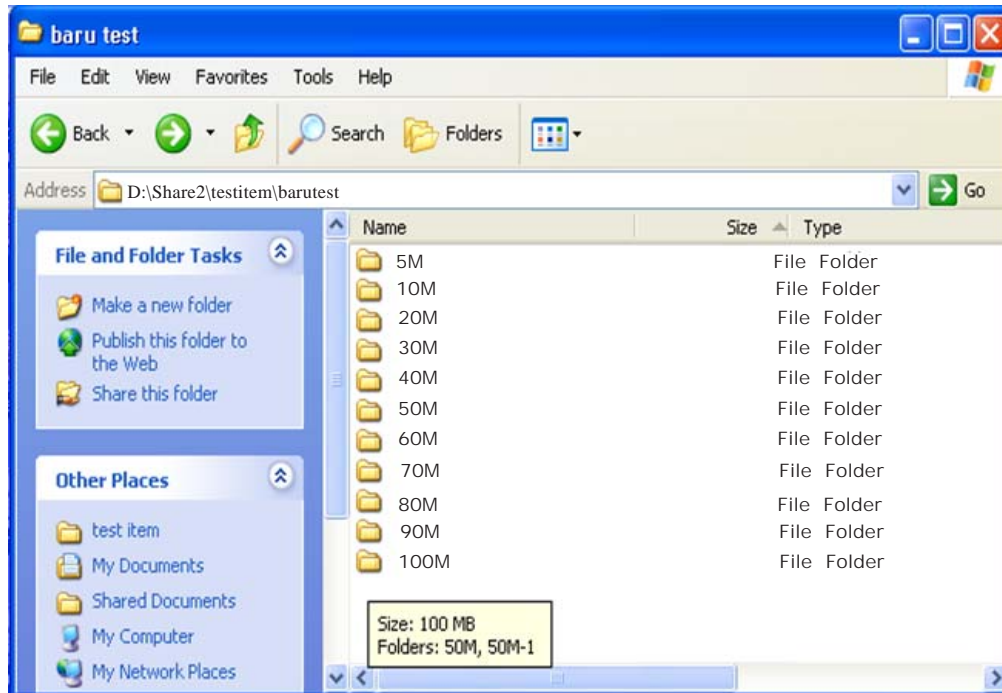 baru test
File Edit View Favorites Tools Help
Back Search Folders
Address D:\Share2\testitem\barutest Go
File and Folder Tasks
Make a new folder
Publish this folder to
the Web
Share this folder
Other Places
test item
My Documents
Shared Documents
My Computer
My Network Places
Name Size Type
5M File Folder
10M File Folder
20M File Folder
30M File Folder
40M File Folder
50M File Folder
60M File Folder
70M File Folder
80M File Folder
90M File Folder
100M File Folder
Size: 100 MB
Folders: 50M, 50M-1